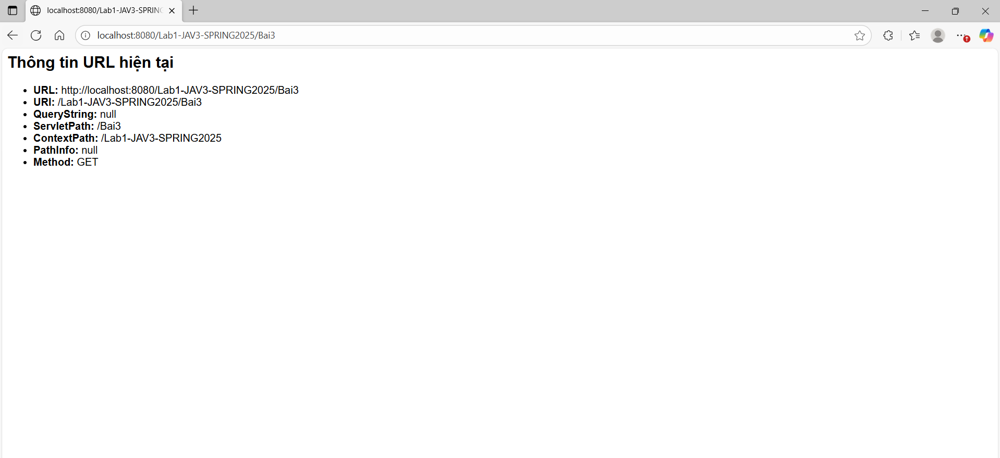 localhost:8080/Lab1-JAV3-SPRING
localhost:8080/Lab1-JAV3-SPRING2025/Bai3
Thông tin URL hiện tại
• URL: http://localhost:8080/Lab1-JAV3-SPRING2025/Bai3
• URI: /Lab1-JAV3-SPRING2025/Bai3
• QueryString: null
• ServletPath: /Bai3
• ContextPath: /Lab1-JAV3-SPRING2025
• PathInfo: null
• Method: GET